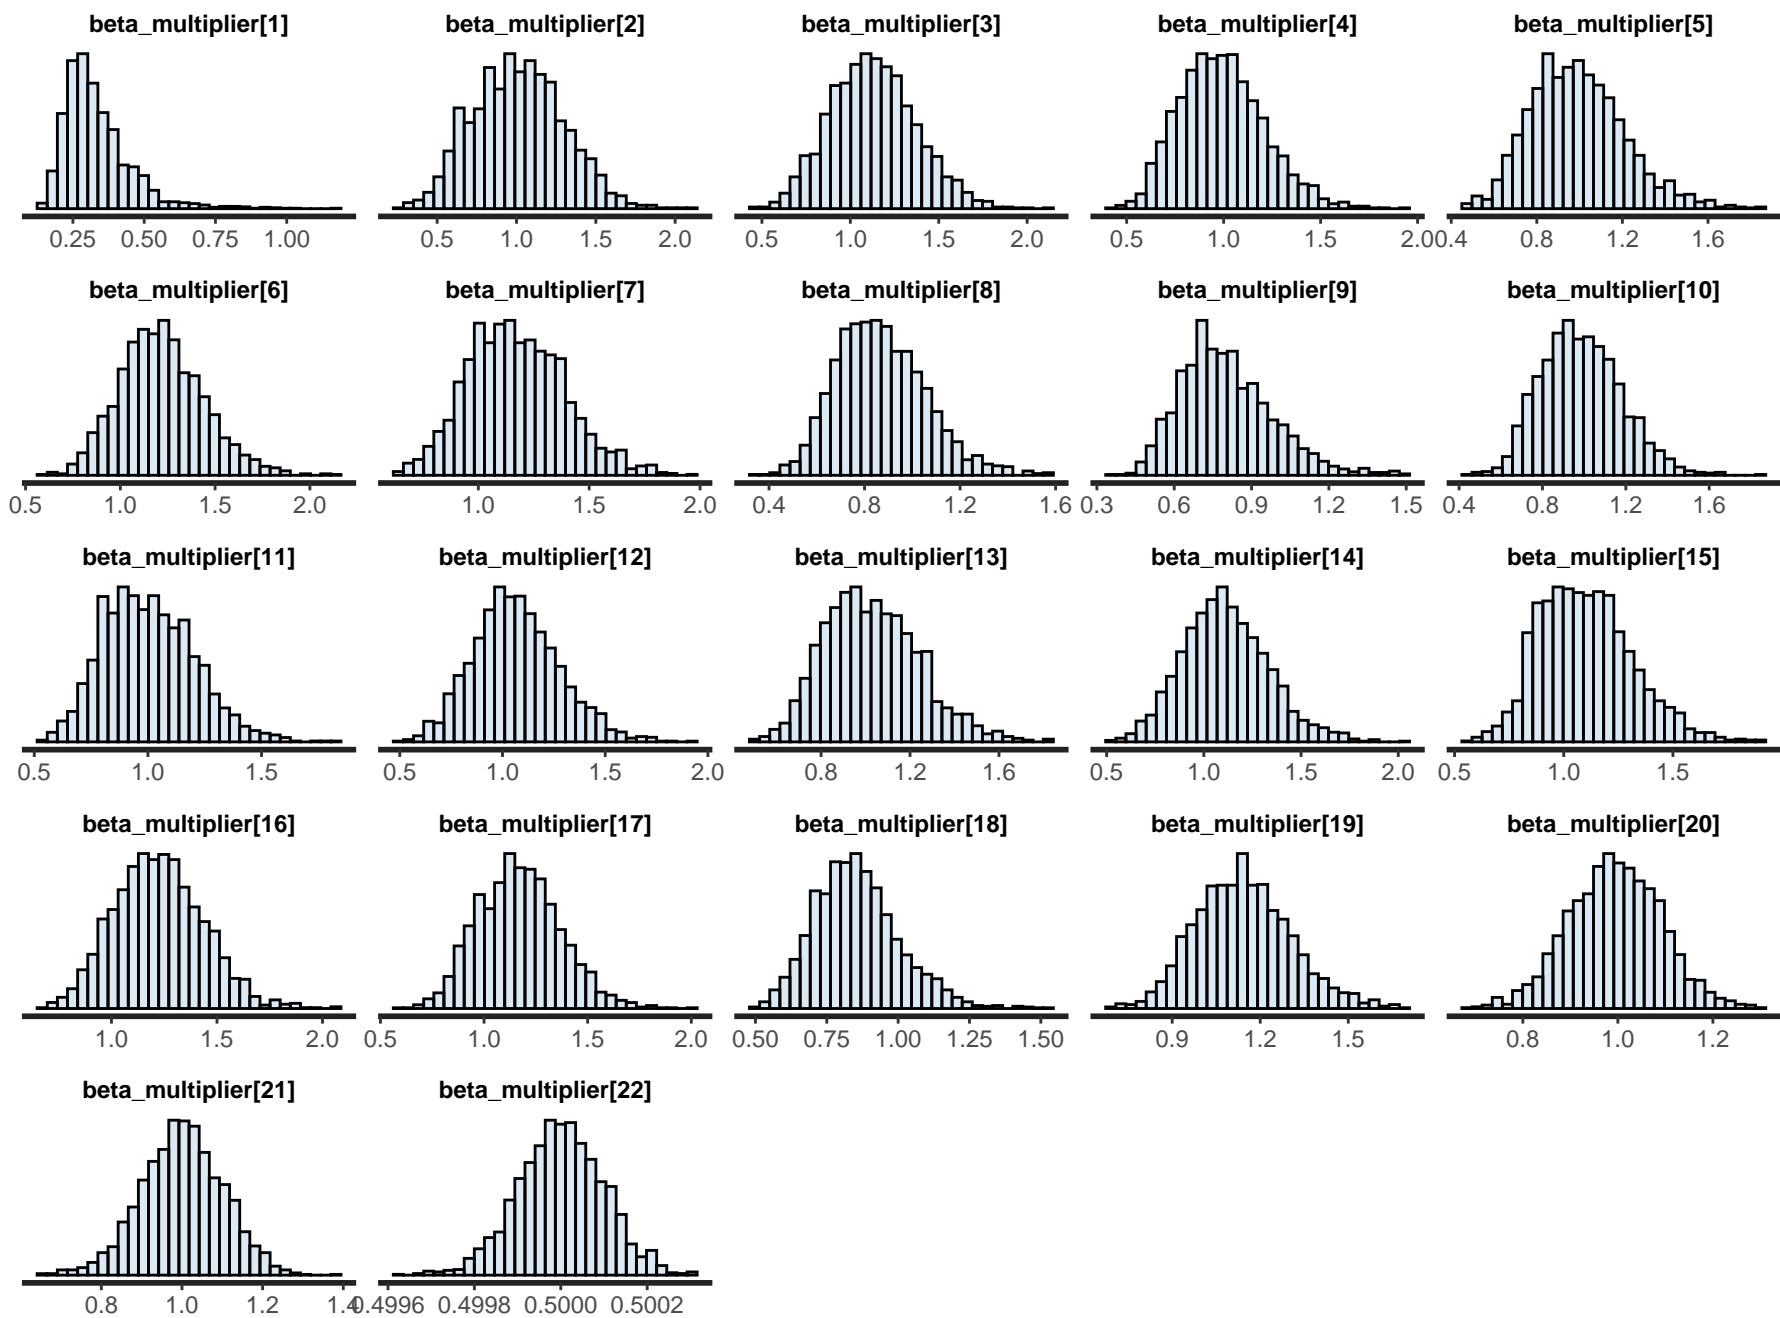 beta_multiplier[1] beta_multiplier[2] beta_multiplier[3] beta_multiplier[4] beta_multiplier[5]
0.25 0.50 0.75 1.00 0.5 1.0 1.5 2.0 0.5 1.0 1.5 2.0 0.5 1.0 1.5 2.0 0.4 0.8 1.2 1.6
beta_multiplier[6] beta_multiplier[7] beta_multiplier[8] beta_multiplier[9] beta_multiplier[10]
0.5 1.0 1.5 2.0 1.0 1.5 2.0 0.4 0.8 1.2 1.6 0.3 0.6 0.9 1.2 1.5 0.4 0.8 1.2 1.6
beta_multiplier[11] beta_multiplier[12] beta_multiplier[13] beta_multiplier[14] beta_multiplier[15]
0.5 1.0 1.5 0.5 1.0 1.5 2.0 0.8 1.2 1.6 0.5 1.0 1.5 2.0 0.5 1.0 1.5
beta_multiplier[16] beta_multiplier[17] beta_multiplier[18] beta_multiplier[19] beta_multiplier[20]
1.0 1.5 2.0 0.5 1.0 1.5 2.0 0.50 0.75 1.00 1.25 1.50 0.9 1.2 1.5 0.8 1.0 1.2
beta_multiplier[21] beta_multiplier[22]
0.8 1.0 1.2 1.4 0.4996 0.4998 0.5000 0.5002